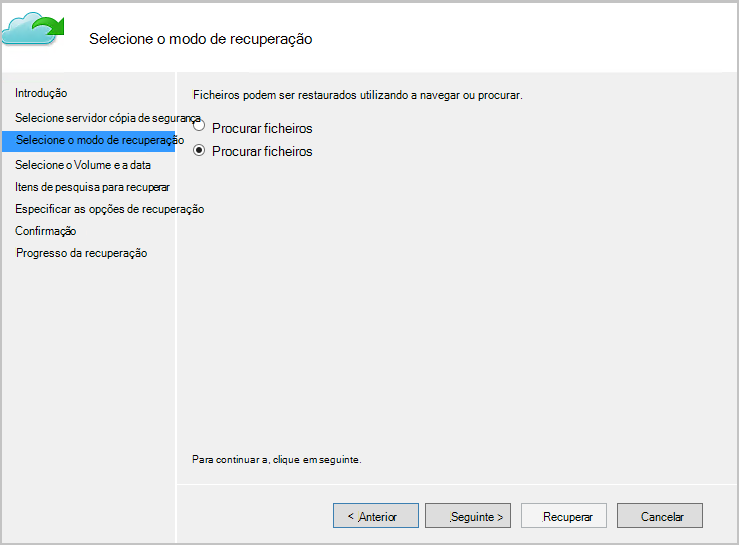 Selecione o modo de recuperação
Introdução
Selecione servidor cópia de segurança
Selecione o modo de recuperação
Selecione o Volume e a data
Itens de pesquisa para recuperar
Especificar as opções de recuperação
Confirmação
Progresso da recuperação
Ficheiros podem ser restaurados utilizando a navegar ou procurar.
Procurar ficheiros
Procurar ficheiros
Para continuar a, clique em seguinte.
< Anterior
Seguinte >
Recuperar
Cancelar